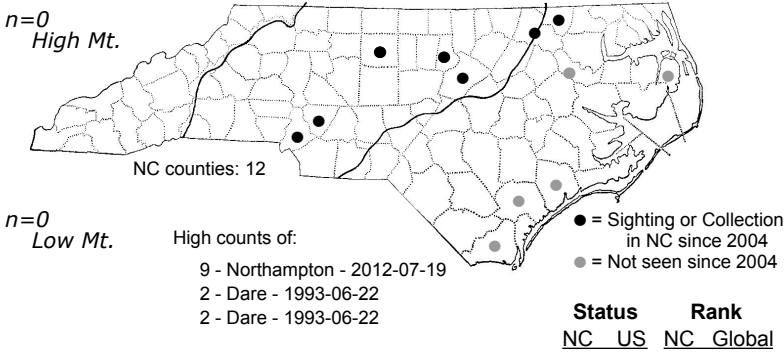 n=0
High Mt.
NC counties: 12
n=0
Low Mt.
High counts of:
9 - Northampton - 2012-07-19
2 - Dare - 1993-06-22
2 - Dare - 1993-06-22
● = Sighting or Collection
in NC since 2004
● = Not seen since 2004
Status Rank
NC US NC Global